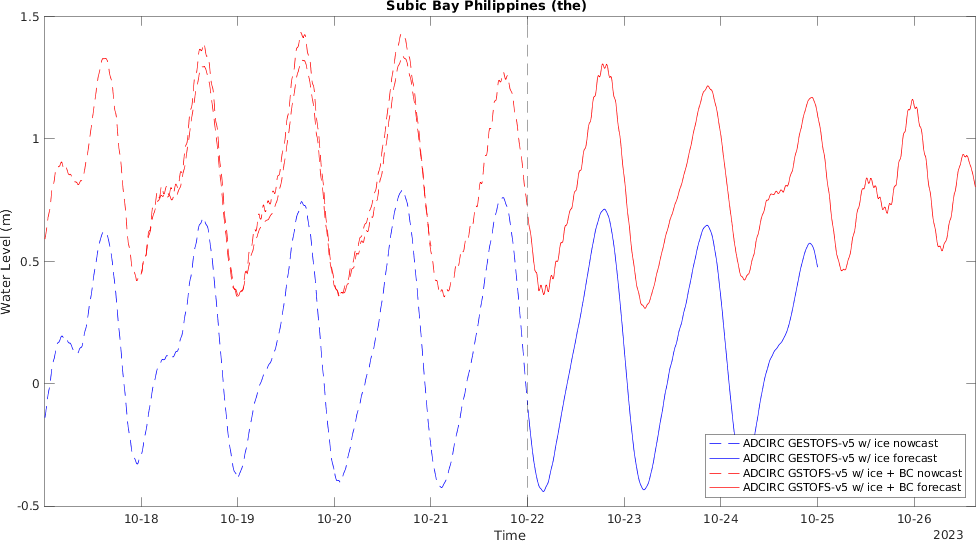 Subic Bay Philippines (the)
1.5
1
0.5
0
-0.5
Water Level (m)
10-18
10-19
10-20
10-21
10-22
10-23
10-24
10-25
10-26
Time
2023
ADCIRC GESTOFS-v5 w/ ice nowcast
ADCIRC GESTOFS-v5 w/ ice forecast
ADCIRC GSTOFS-v5 w/ ice + BC nowcast
ADCIRC GSTOFS-v5 w/ ice + BC forecast